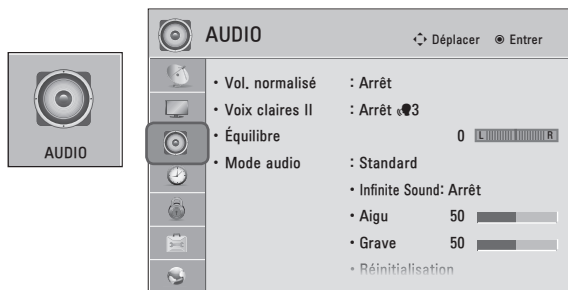 AUDIO
AUDIO
Déplacer Entrer
• Vol. normalisé : Arrêt
• Voix claires II : Arrêt 3
• Équilibre 0 L R
• Mode audio : Standard
• Infinite Sound: Arrêt
• Aigu 50
• Grave 50
• Réinitialisation